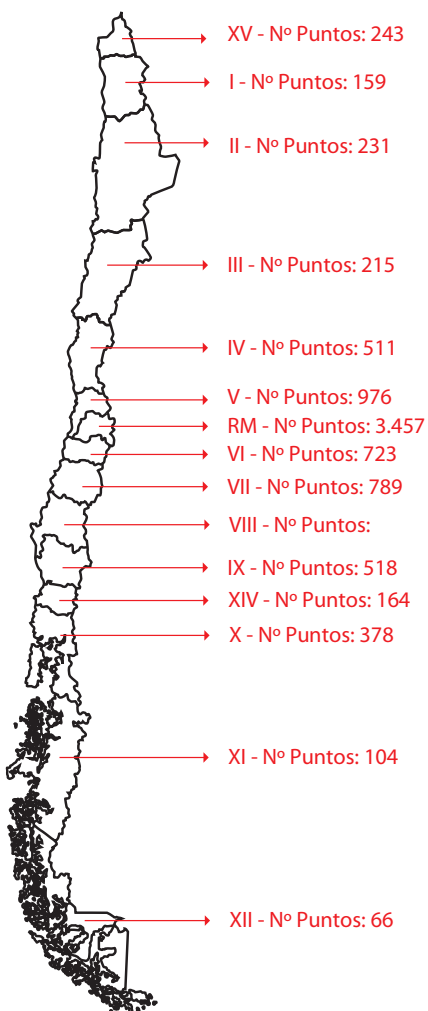 XV - Nº Puntos: 243
I - Nº Puntos: 159
II - Nº Puntos: 231
III - Nº Puntos: 215
IV - Nº Puntos: 511
V - Nº Puntos: 976
RM - Nº Puntos: 3.457
VI - Nº Puntos: 723
VII - Nº Puntos: 789
VIII - Nº Puntos:
IX - Nº Puntos: 518
XIV - Nº Puntos: 164
X - Nº Puntos: 378
XI - Nº Puntos: 104
XII - Nº Puntos: 66